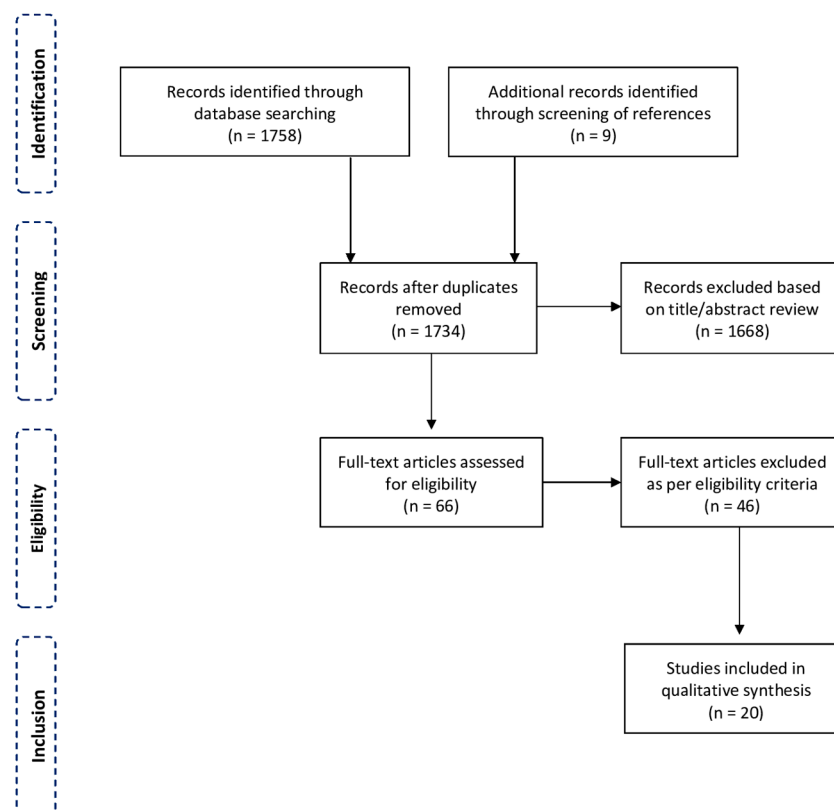 Identification
Records identified through
database searching
(n = 1758)
Additional records identified
through screening of references
(n = 9)
Screening
Records after duplicates
removed
(n = 1734)
Records excluded based
on title/abstract review
(n = 1668)
Eligibility
Full-text articles assessed
for eligibility
(n = 66)
Full-text articles excluded
as per eligibility criteria
(n = 46)
Inclusion
Studies included in
qualitative synthesis
(n = 20)